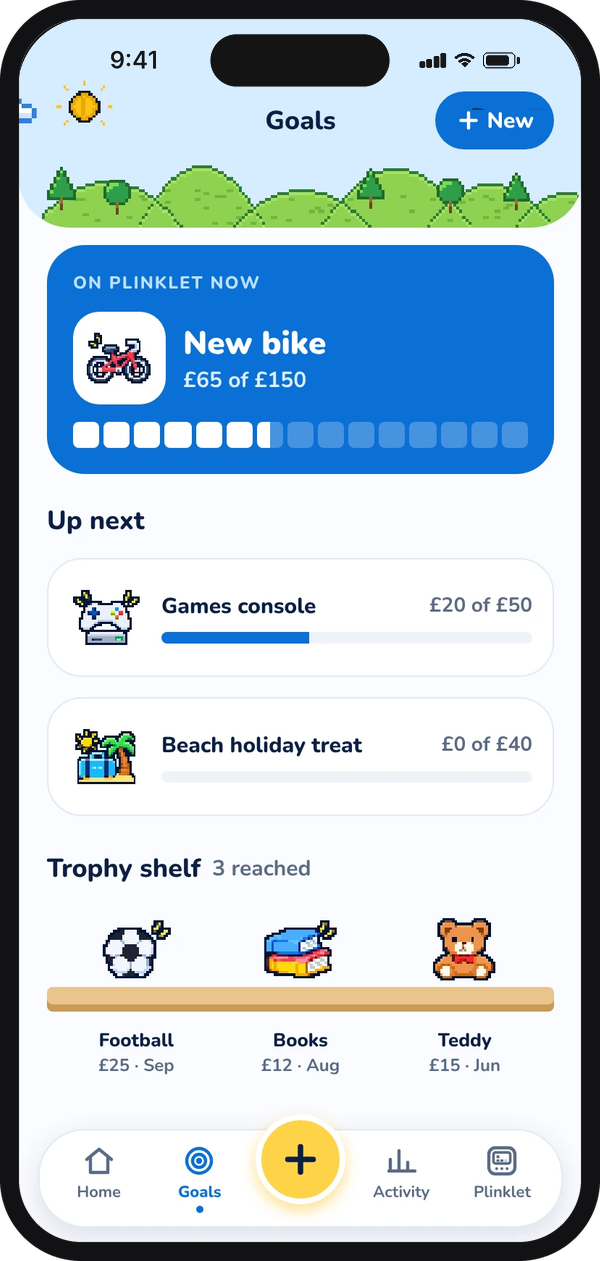 9:41
Goals
+ New
ON PLINKLET NOW
New bike
£65 of £150
Up next
Games console
£20 of £50
Beach holiday treat
£0 of £40
Trophy shelf 3 reached
Football
Books
Teddy
£25 · Sep
£12 · Aug
£15 · Jun
Home
Goals
Activity
Plinklet